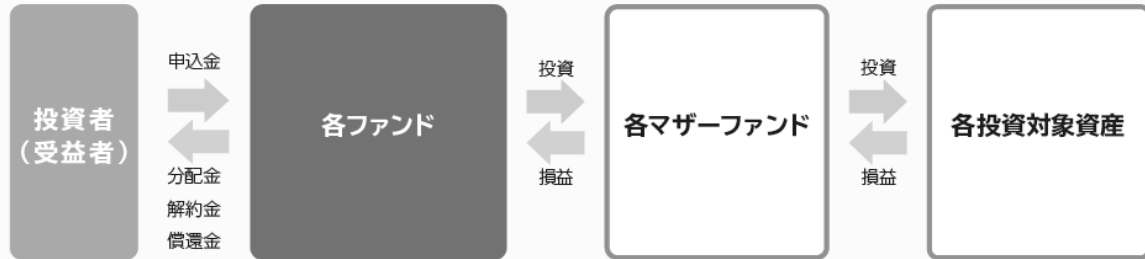 投資者
（受益者）
申込金
分配金
解約金
償還金
各ファンド
投資
損益
各マザーファンド
投資
損益
各投資対象資産